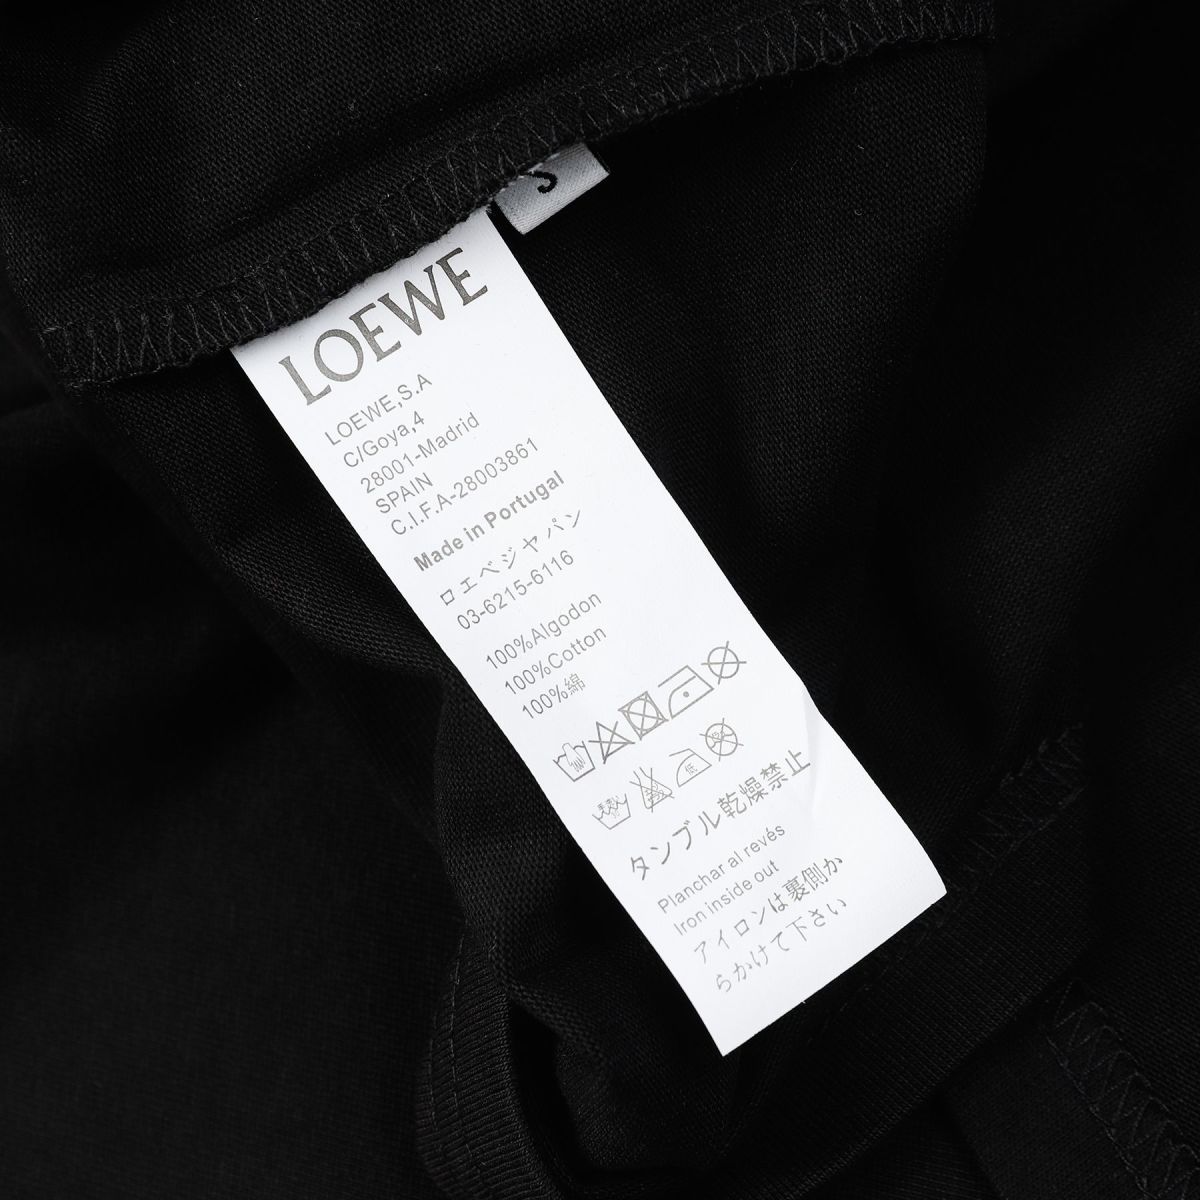 S
LOEWE
LOEWE,S.A
C/Goya,4
28001-Madrid
SPAIN
C.I.F.A-28003861
Made in Portugal
ロエベジャパン
03-6215-6116
100%Algodon
100%Cotton
100%綿
低
タンブル乾燥禁止
Planchar al revés
Iron inside out
アイロンは裏側か
らかけて下さい